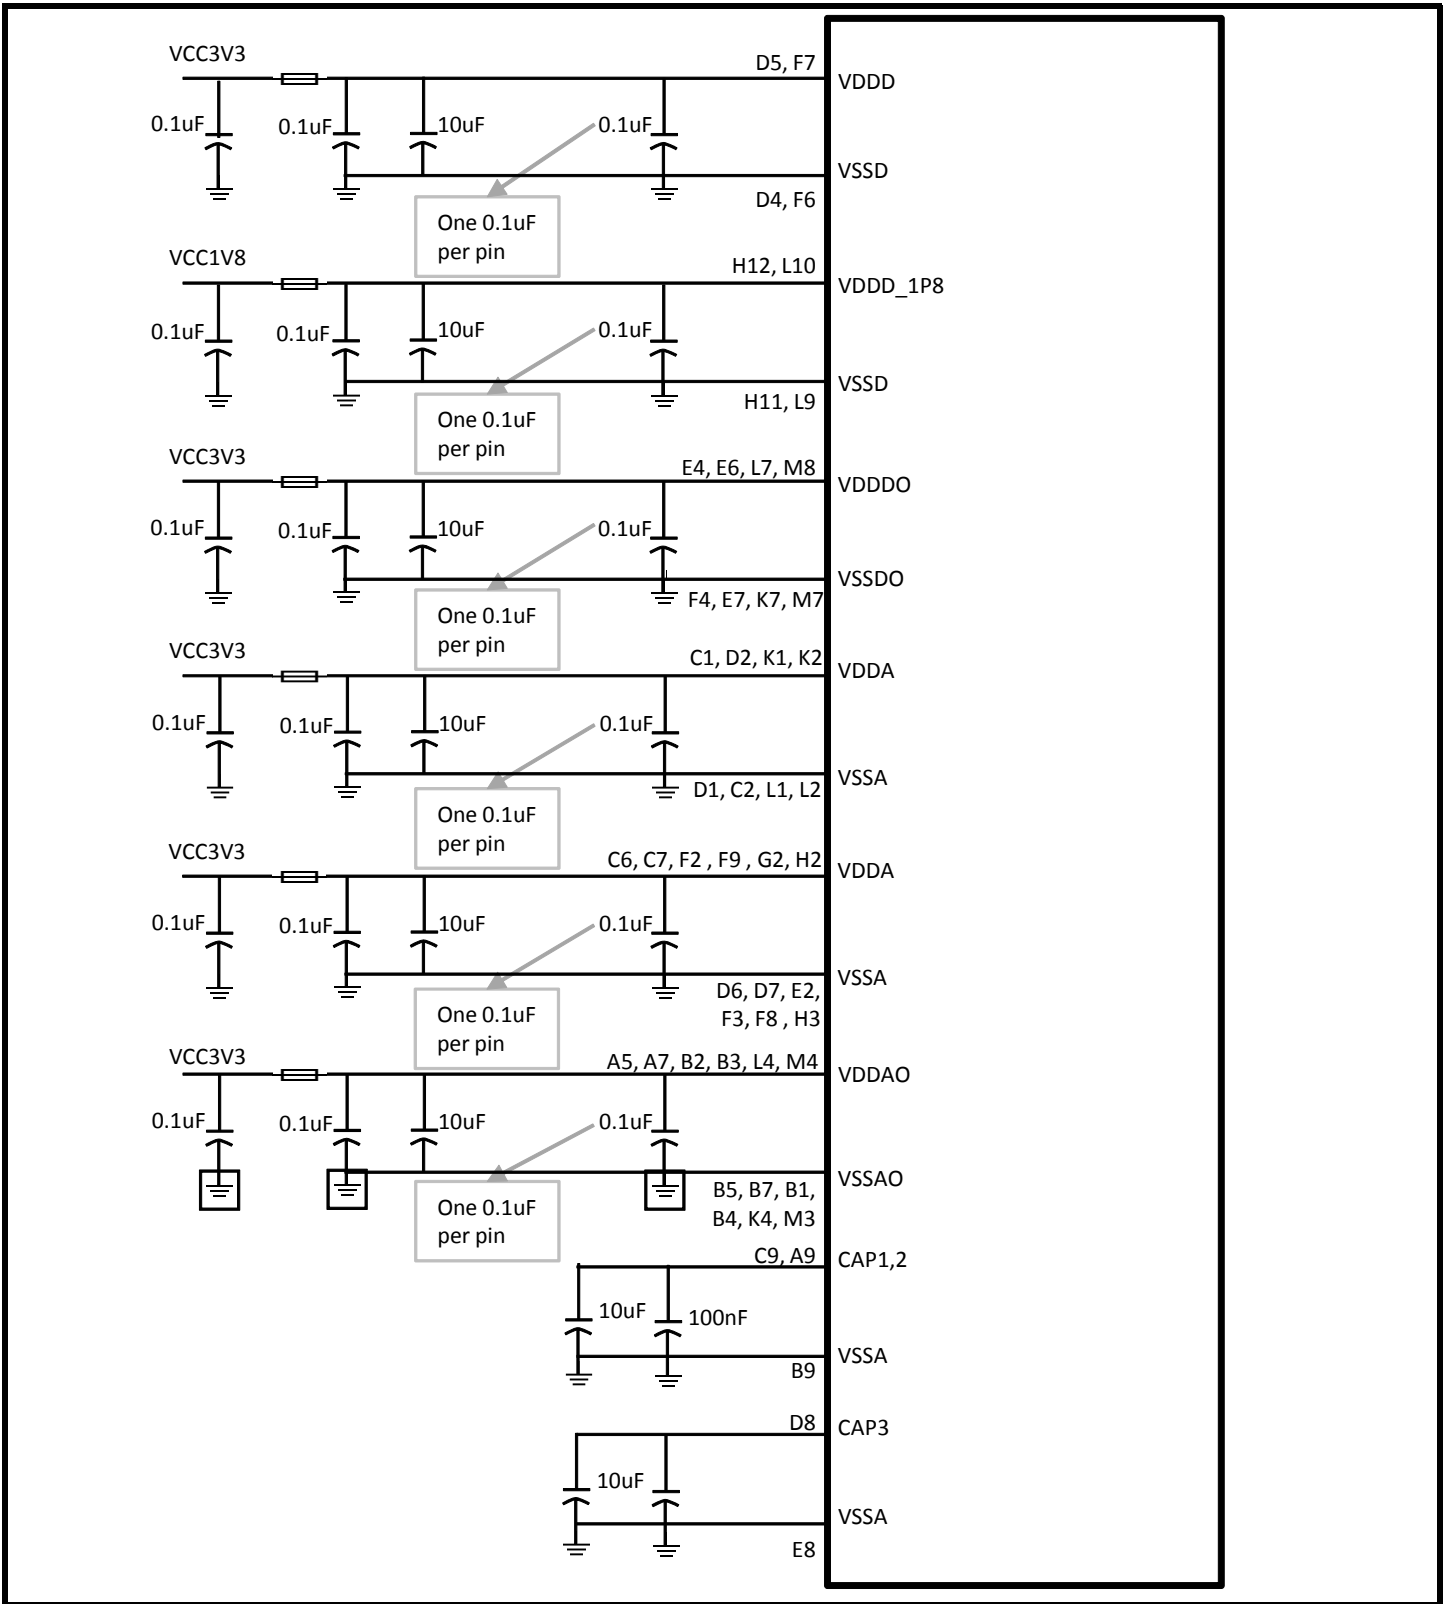 VCC3V3
D5, F7
VDDD
0.1uF
0.1uF
10uF
0.1uF
VSSD
D4, F6
One 0.1uF
per pin
VCC1V8
H12, L10
VDDD_1P8
0.1uF
0.1uF
10uF
0.1uF
VSSD
H11, L9
One 0.1uF
per pin
VCC3V3
E4, E6, L7, M8
VDDDO
0.1uF
0.1uF
10uF
0.1uF
VSSDO
F4, E7, K7, M7
One 0.1uF
per pin
VCC3V3
C1, D2, K1, K2
VDDA
0.1uF
0.1uF
10uF
0.1uF
VSSA
D1, C2, L1, L2
One 0.1uF
per pin
VCC3V3
C6, C7, F2 , F9 , G2, H2
VDDA
0.1uF
0.1uF
10uF
0.1uF
VSSA
D6, D7, E2,
F3, F8 , H3
One 0.1uF
per pin
VCC3V3
A5, A7, B2, B3, L4, M4
VDDAO
0.1uF
0.1uF
10uF
0.1uF
VSSAO
B5, B7, B1,
B4, K4, M3
One 0.1uF
per pin
C9, A9
CAP1,2
10uF
100nF
VSSA
B9
D8
CAP3
10uF
VSSA
E8